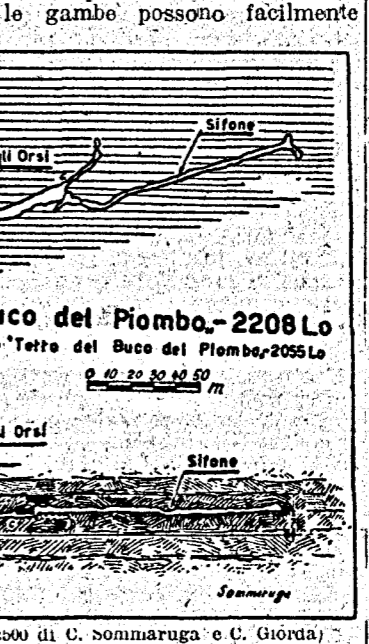 le gambe possono facilmente
Sifone
gli Orsi
uco del Piombo.-2208 Lo
Tetto del Buco del Piombo,-2055 Lo
0 10 20 30 40 50
m
i Orsi
Sifone
Sommaruga
2500 di C. Sommaruga e C. Giorda)